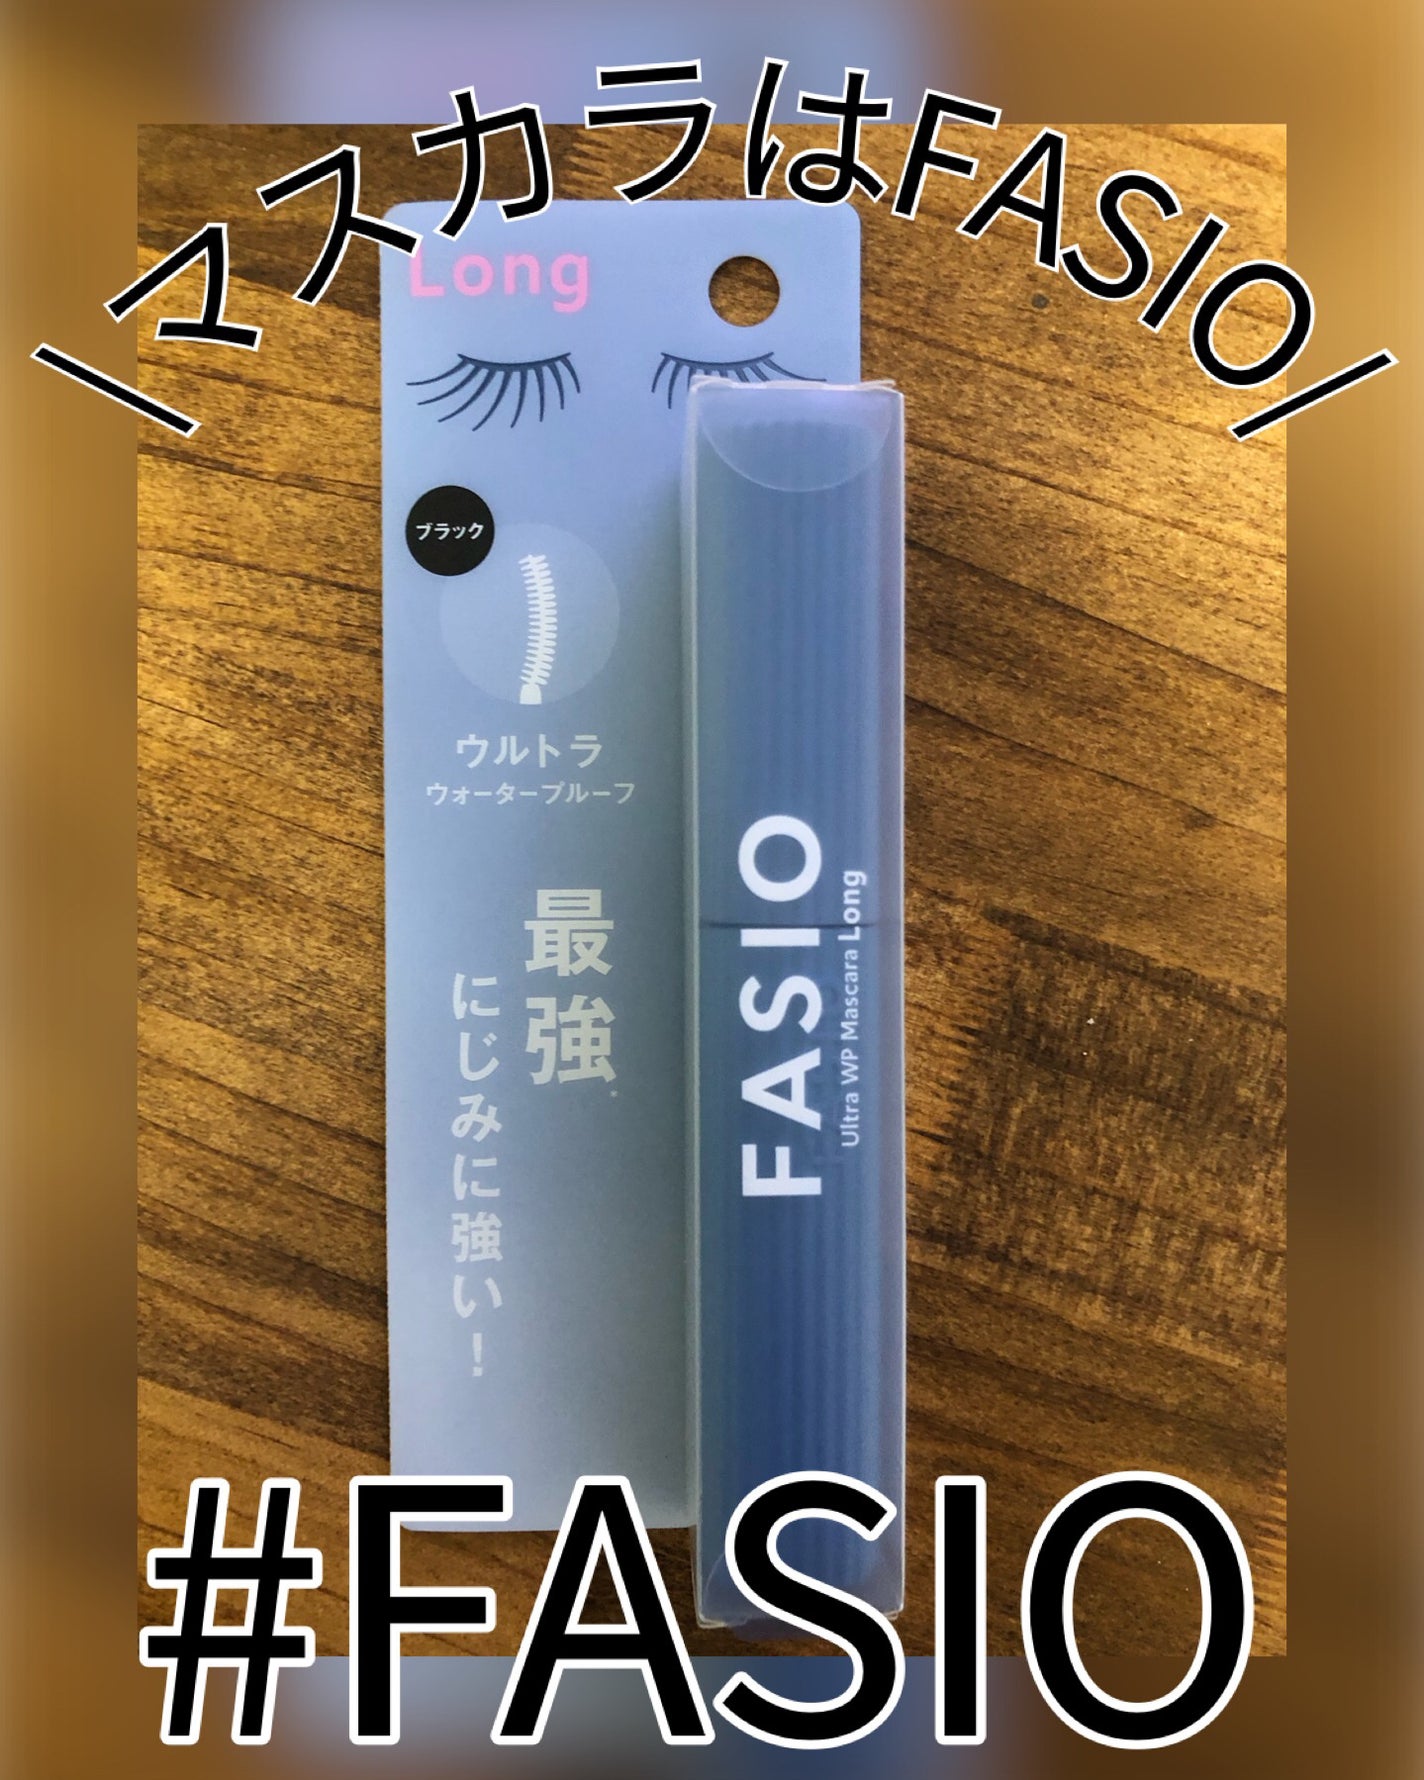 \マスカラはFASIO/
Long
ブラック
ウルトラ
ウォータープルーフ
最強*
にじみに強い!
FASIO
Ultra WP Mascara Long
#FASIO